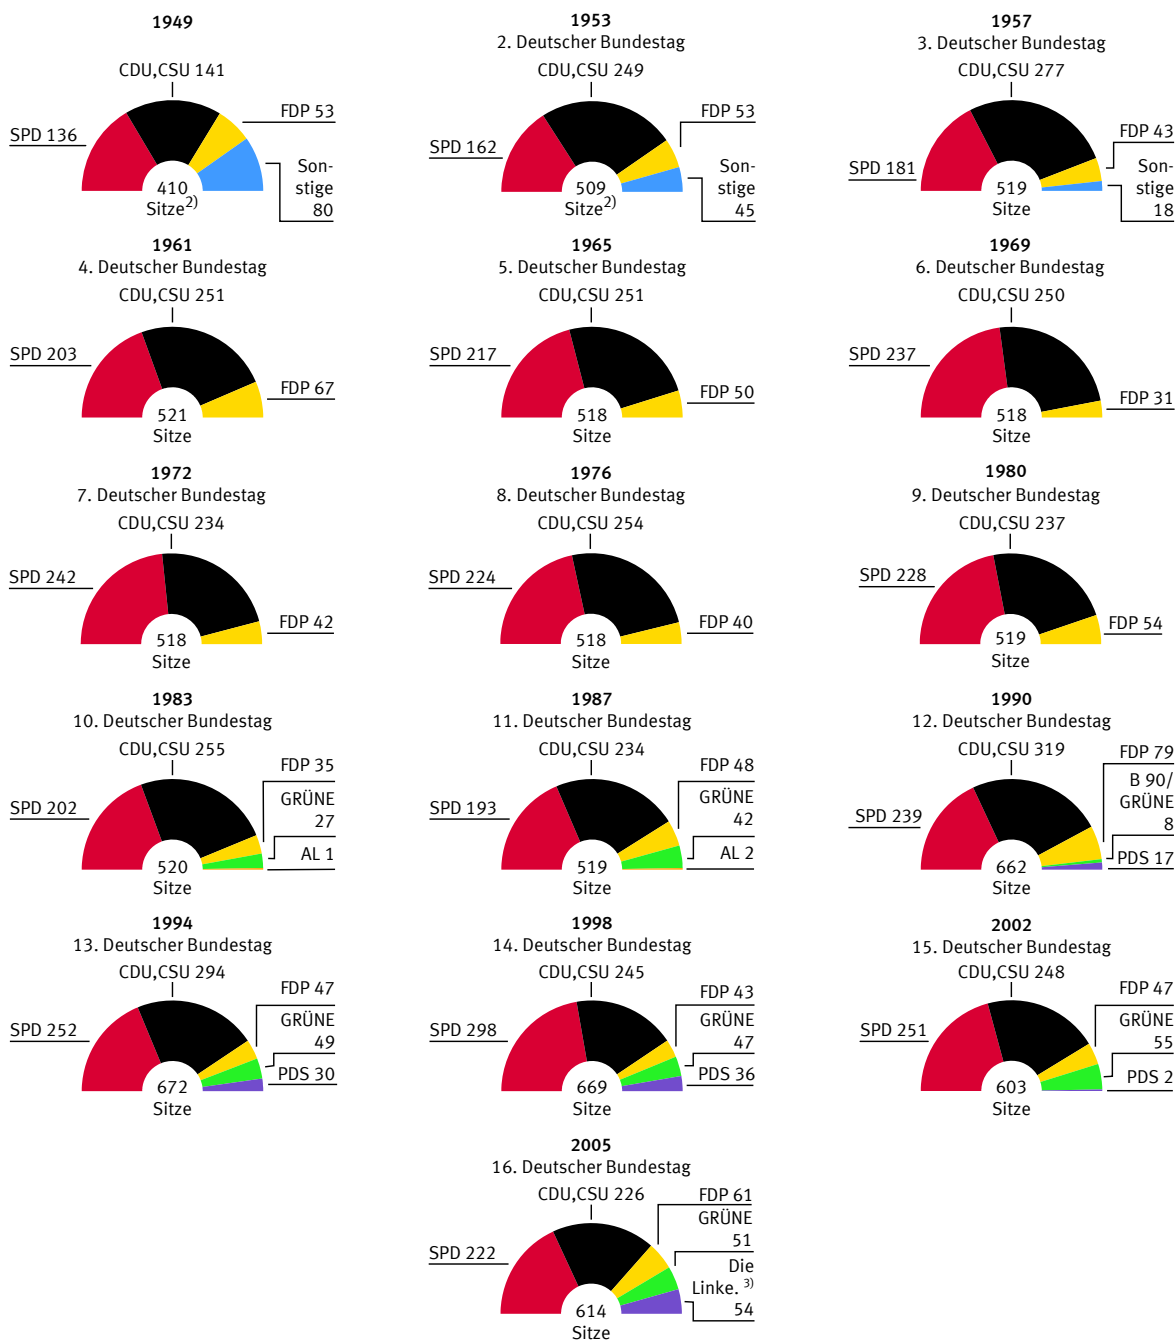 1949
CDU,CSU 141
FDP 53
SPD 136
Son-
stige
80
410
Sitze2)
1953
2. Deutscher Bundestag
CDU,CSU 249
FDP 53
SPD 162
Son-
stige
45
509
Sitze2)
1957
3. Deutscher Bundestag
CDU,CSU 277
FDP 43
SPD 181
Son-
stige
18
519
Sitze
1961
4. Deutscher Bundestag
CDU,CSU 251
SPD 203
FDP 67
521
Sitze
1965
5. Deutscher Bundestag
CDU,CSU 251
SPD 217
FDP 50
518
Sitze
1969
6. Deutscher Bundestag
CDU,CSU 250
SPD 237
FDP 31
518
Sitze
1972
7. Deutscher Bundestag
CDU,CSU 234
SPD 242
FDP 42
518
Sitze
1976
8. Deutscher Bundestag
CDU,CSU 254
SPD 224
FDP 40
518
Sitze
1980
9. Deutscher Bundestag
CDU,CSU 237
SPD 228
FDP 54
519
Sitze
1983
10. Deutscher Bundestag
CDU,CSU 255
FDP 35
GRÜNE
27
SPD 202
AL 1
520
Sitze
1987
11. Deutscher Bundestag
CDU,CSU 234
FDP 48
GRÜNE
42
SPD 193
AL 2
519
Sitze
1990
12. Deutscher Bundestag
CDU,CSU 319
FDP 79
B 90/
GRÜNE
8
SPD 239
PDS 17
662
Sitze
1994
13. Deutscher Bundestag
CDU,CSU 294
FDP 47
GRÜNE
49
SPD 252
PDS 30
672
Sitze
1998
14. Deutscher Bundestag
CDU,CSU 245
FDP 43
GRÜNE
47
SPD 298
PDS 36
669
Sitze
2002
15. Deutscher Bundestag
CDU,CSU 248
FDP 47
GRÜNE
55
SPD 251
PDS 2
603
Sitze
2005
16. Deutscher Bundestag
CDU,CSU 226
FDP 61
GRÜNE
51
SPD 222
Die
Linke. 3)
54
614
Sitze